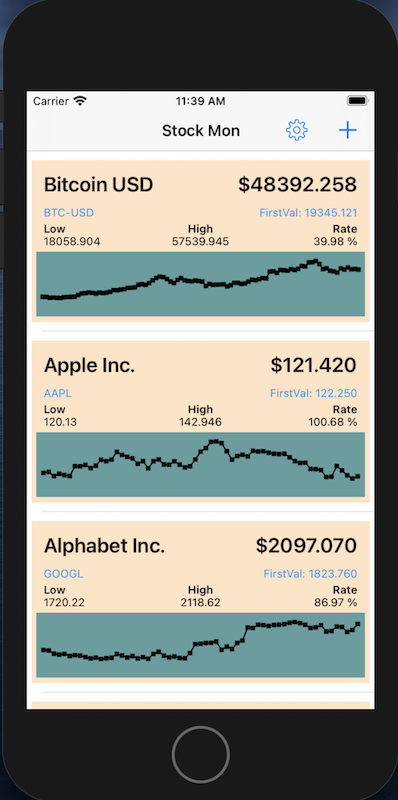 Carrier 11:39 AM
Stock Mon
Bitcoin USD $48392.258
BTC-USD FirstVal: 19345.121
Low High Rate
18058.904 57539.945 39.98 %
Apple Inc. $121.420
AAPL FirstVal: 122.250
Low High Rate
120.13 142.946 100.68 %
Alphabet Inc. $2097.070
GOOGL FirstVal: 1823.760
Low High Rate
1720.22 2118.62 86.97 %